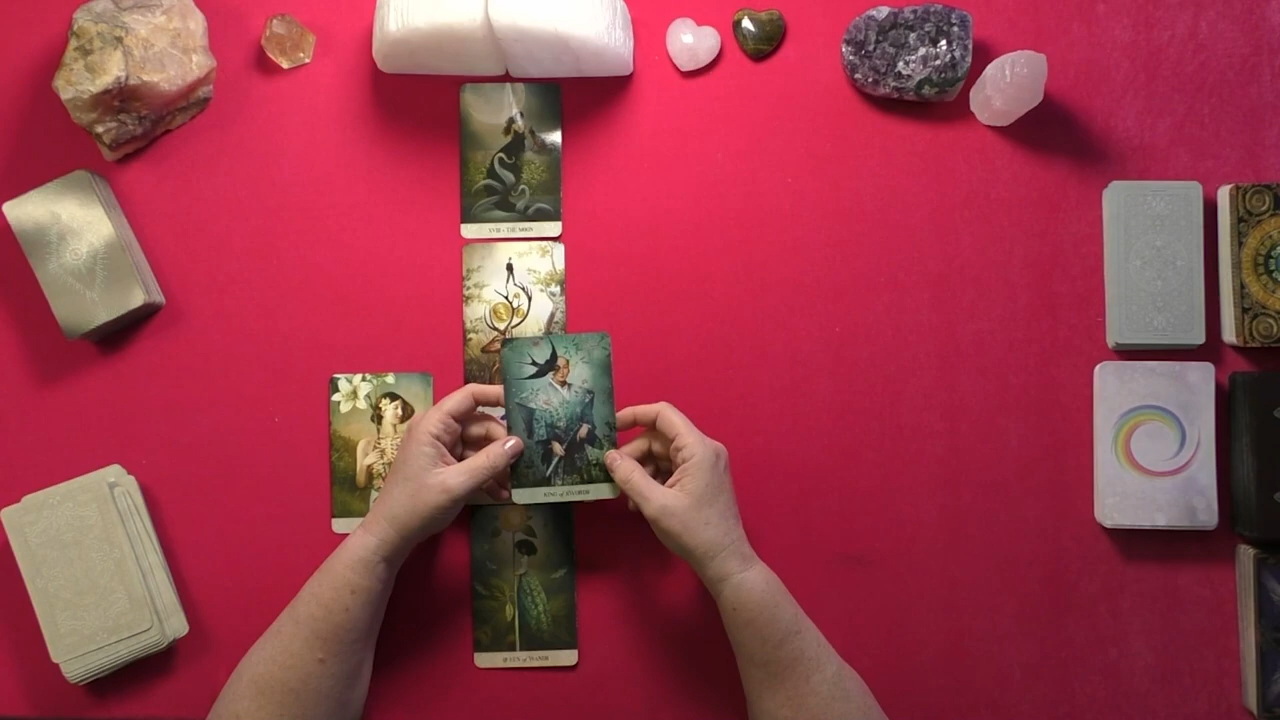 XVIII • THE MOON
KING of SWORDS
QUEEN of WANDS